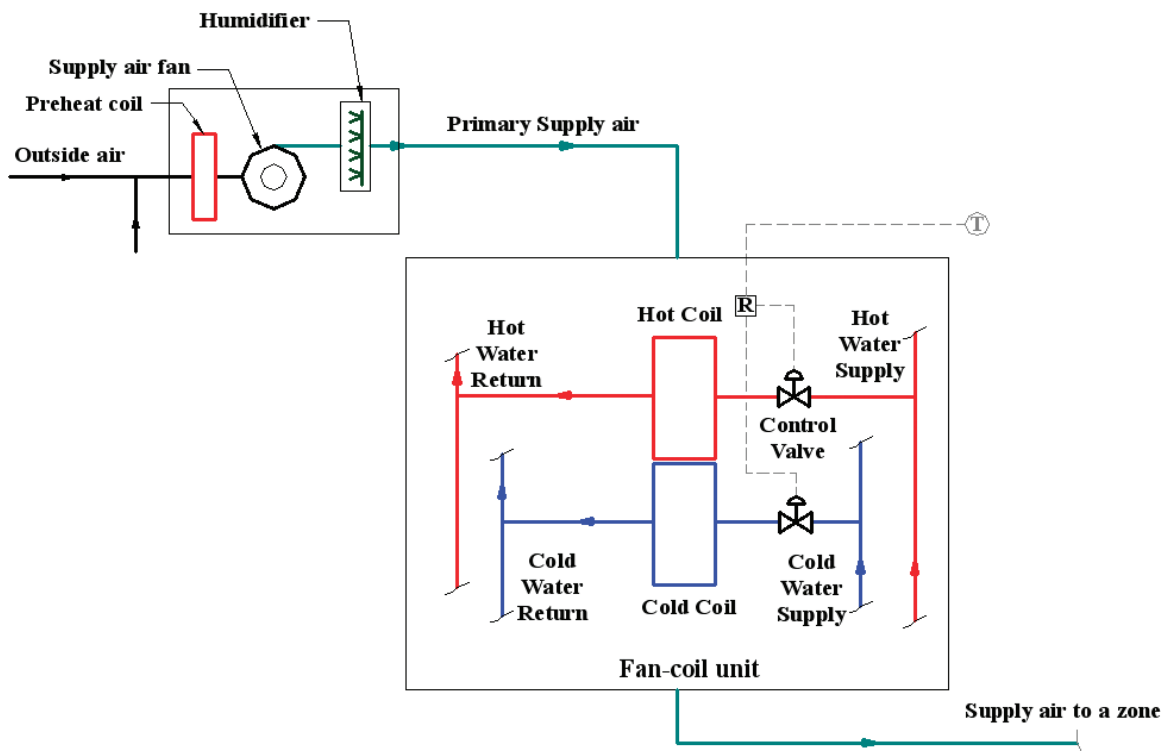 Humidifier
Supply air fan
Preheat coil
Primary Supply air
Outside air
T
R
Hot Coil
Hot
Water
Return
Hot
Water
Supply
Control
Valve
Cold
Water
Return
Cold
Water
Supply
Cold Coil
Fan-coil unit
Supply air to a zone